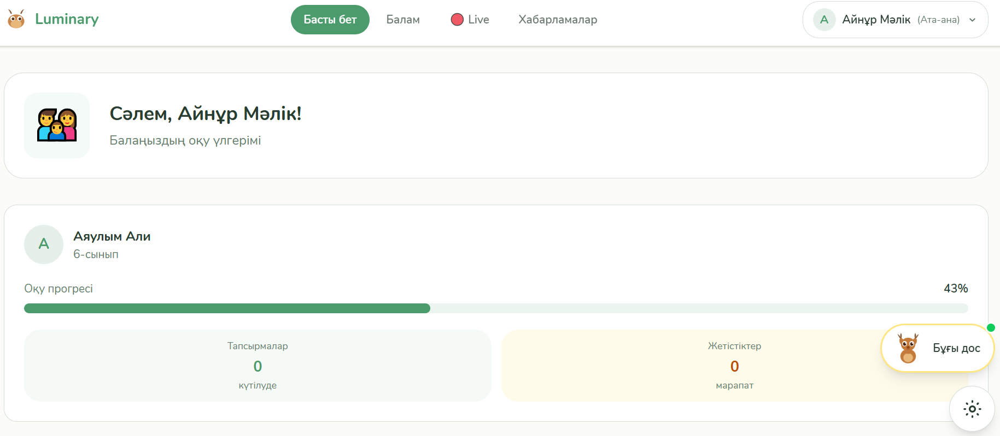 Luminary
Басты бет
Балам
Live
Хабарламалар
А
Айнұр Мәлік (Ата-ана)
Сәлем, Айнұр Мәлік!
Балаңыздың оқу үлгерімі
А
Аяулым Али
6-сынып
Оқу прогресі
43%
Тапсырмалар
0
күтілуде
Жетістіктер
0
марапат
Бұғы дос